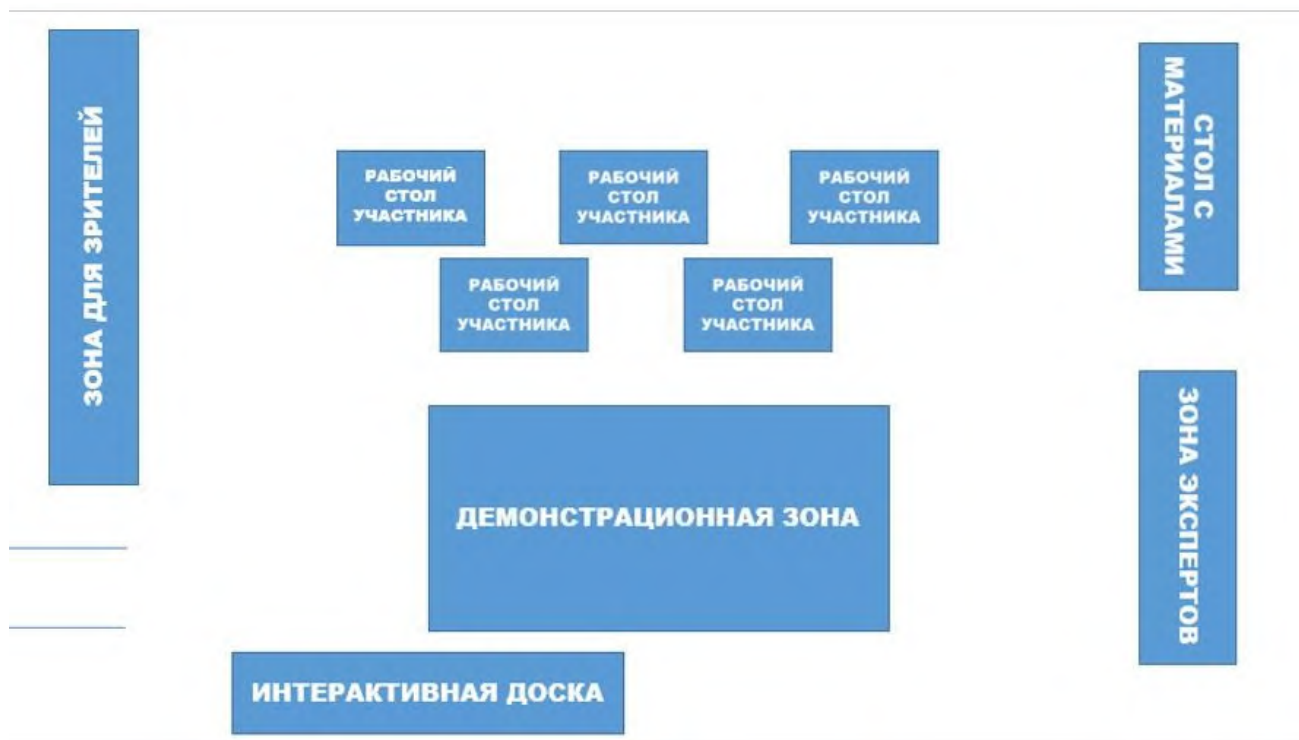 ЗОНА ДЛЯ ЗРИТЕЛЕЙ
РАБОЧИЙ
СТОЛ
УЧАСТНИКА
РАБОЧИЙ
СТОЛ
УЧАСТНИКА
РАБОЧИЙ
СТОЛ
УЧАСТНИКА
СТОЛ С
МАТЕРИАЛАМИ
РАБОЧИЙ
СТОЛ
УЧАСТНИКА
РАБОЧИЙ
СТОЛ
УЧАСТНИКА
ДЕМОНСТРАЦИОННАЯ ЗОНА
ЗОНА ЭКСПЕРТОВ
ИНТЕРАКТИВНАЯ ДОСКА